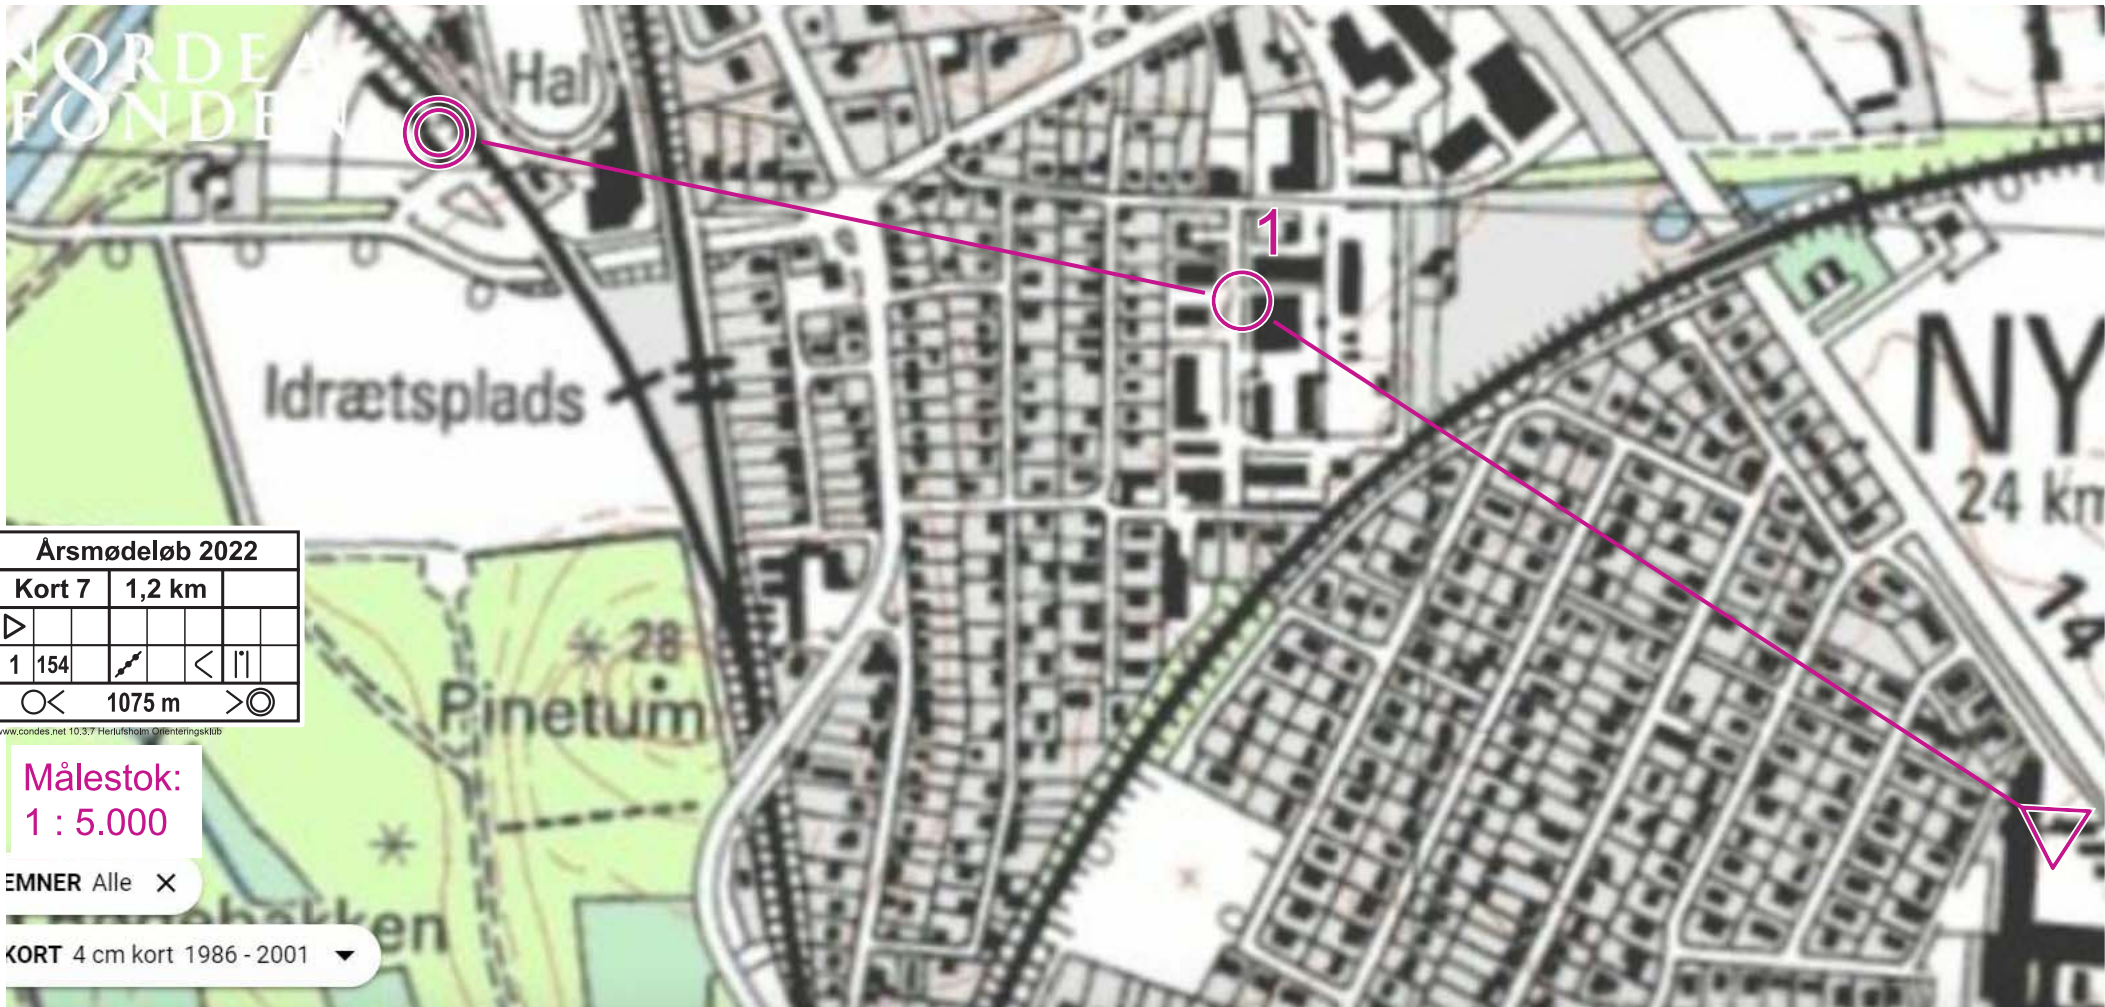 NORDEA
FONDEN
Hal
1
Idrætsplads
NY
24 km
14
28
Pinetum
Årsmødeløb 2022
Kort 7 1,2 km
1 154
1075 m
www.condes.net 10.3.7 Herlufsholm Orienteringsklub
Målestok:
1 : 5.000
EMNER Alle ✕
KORT 4 cm kort 1986 - 2001